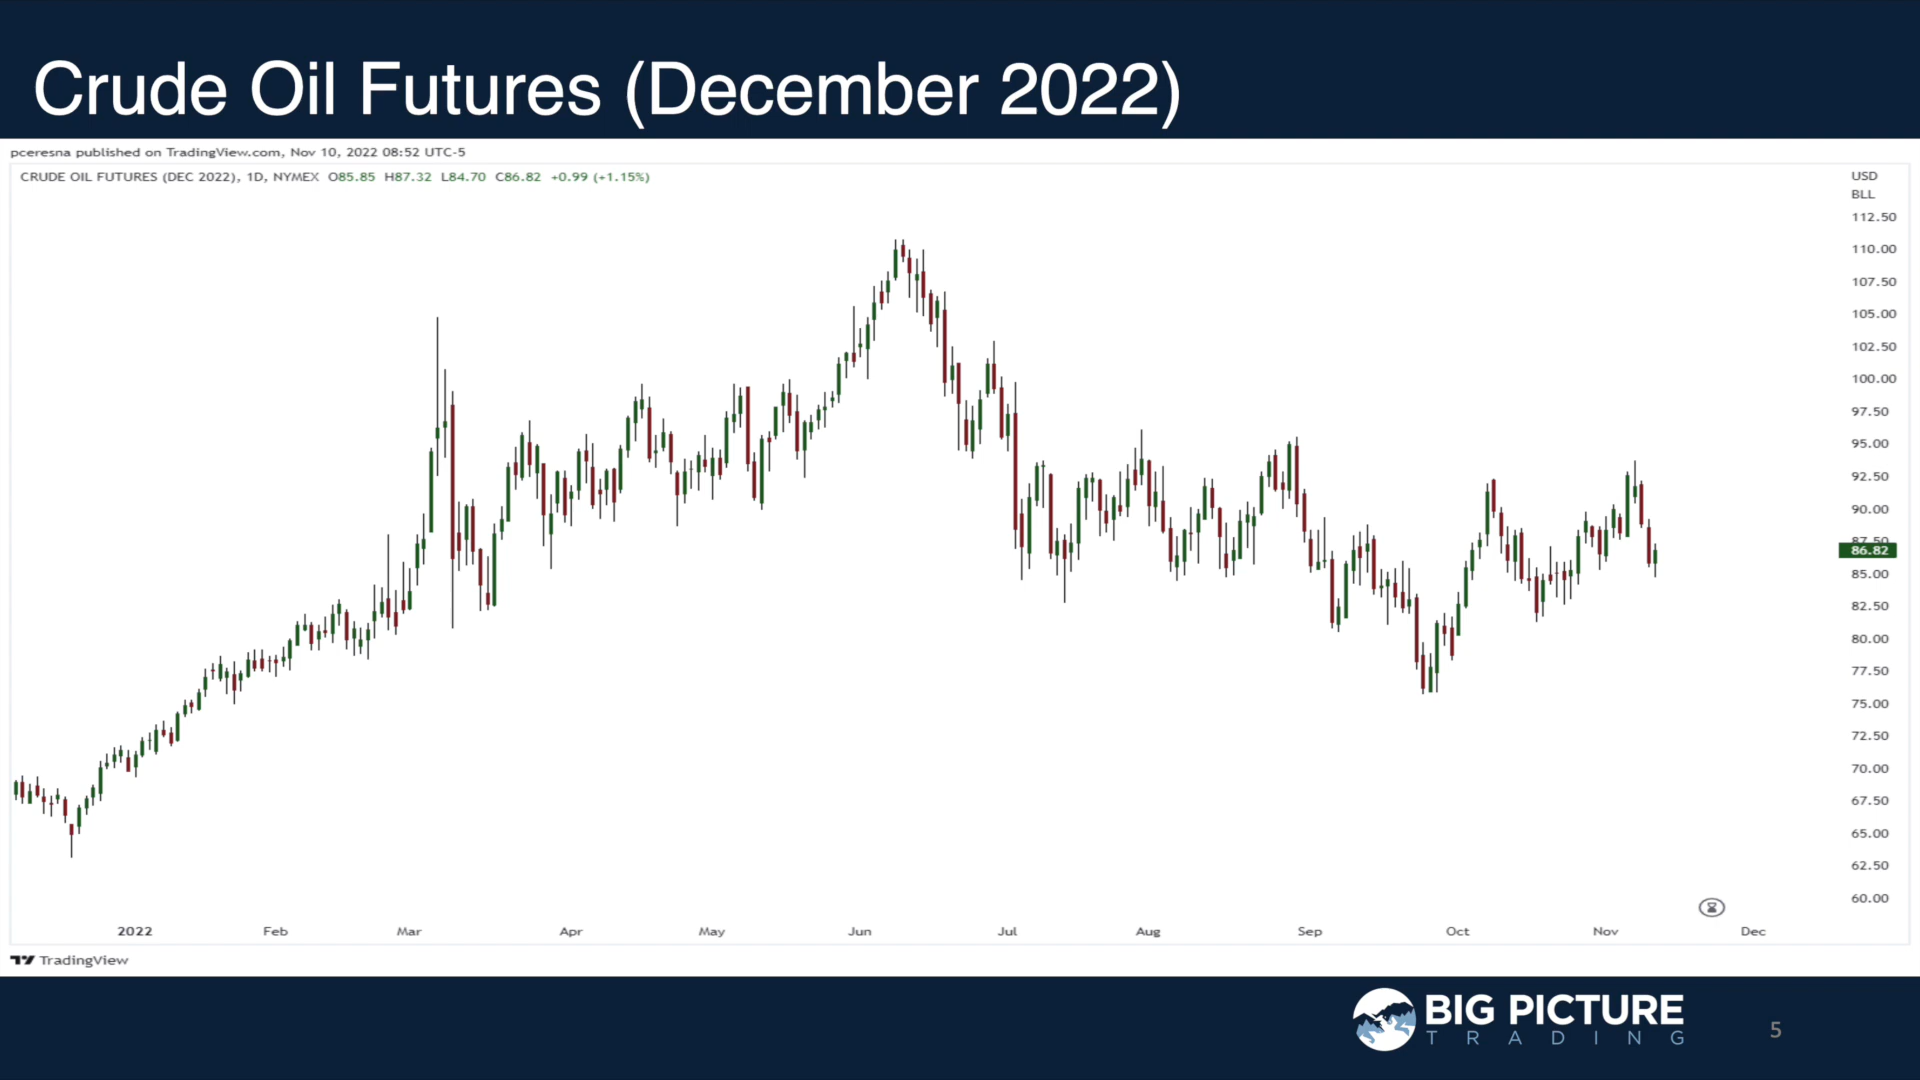 Crude Oil Futures (December 2022)
pceresna published on TradingView.com, Nov 10, 2022 08:52 UTC-5
CRUDE OIL FUTURES (DEC 2022), 1D, NYMEX O85.85 H87.32 L84.70 C86.82 +0.99 (+1.15%)
USD
BLL
112.50
110.00
107.50
105.00
102.50
100.00
97.50
95.00
92.50
90.00
87.50
86.82
85.00
82.50
80.00
77.50
75.00
72.50
70.00
67.50
65.00
62.50
60.00
2022 Feb Mar Apr May Jun Jul Aug Sep Oct Nov Dec
TradingView
BIG PICTURE
TRADING
5